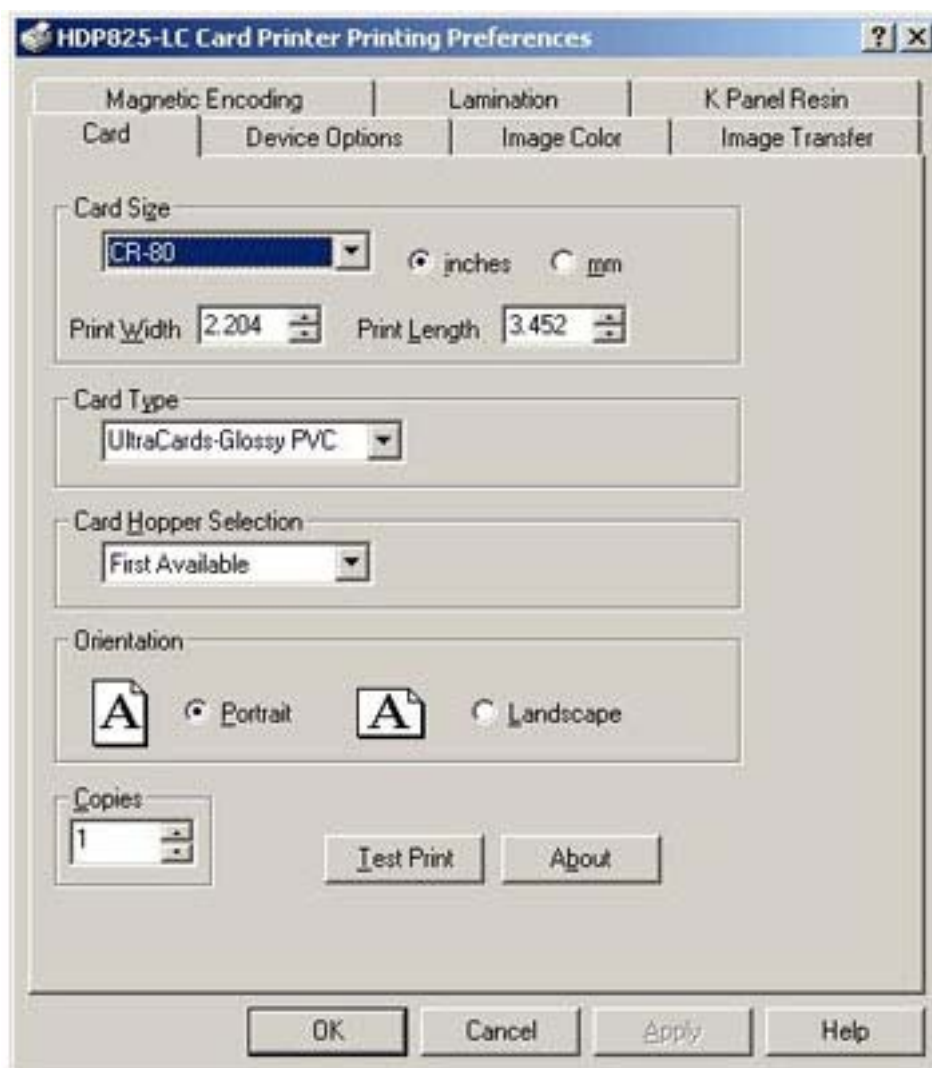 HDP825-LC Card Printer Printing Preferences
Magnetic Encoding Lamination K Panel Resin
Card Device Options Image Color Image Transfer
Card Size
CR-80 inches mm
Print Width 2.204 Print Length 3.452
Card Type
UltraCards-Glossy PVC
Card Hopper Selection
First Available
Orientation
A Portrait A Landscape
Copies
1
Test Print About
OK Cancel Apply Help